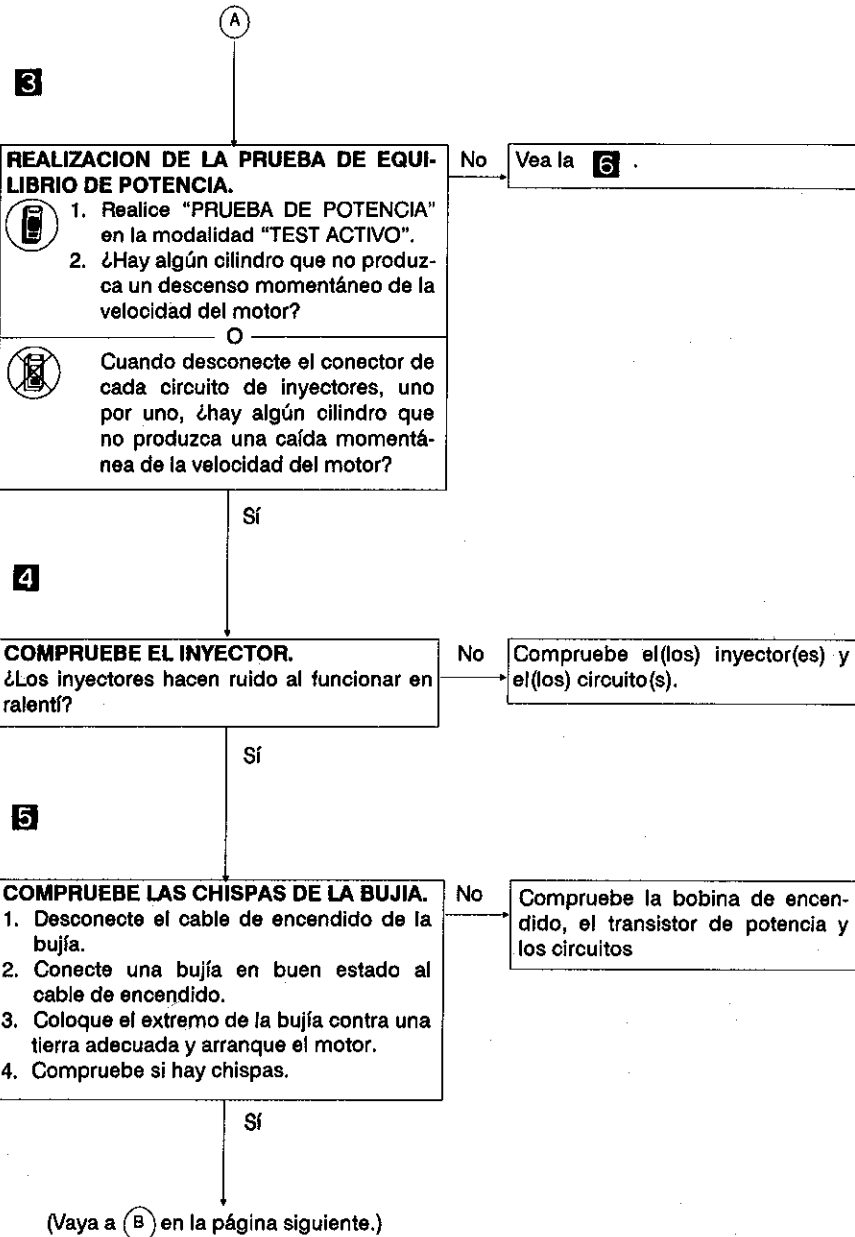 A
3
REALIZACION DE LA PRUEBA DE EQUI-
LIBRIO DE POTENCIA.
1. Realice “PRUEBA DE POTENCIA”
en la modalidad “TEST ACTIVO”.
2. ¿Hay algún cilindro que no produz-
ca un descenso momentáneo de la
velocidad del motor?
O
Cuando desconecte el conector de
cada circuito de inyectores, uno
por uno, ¿hay algún cilindro que
no produzca una caída momentá-
nea de la velocidad del motor?
No
Vea la 6 .
Sí
4
COMPRUEBE EL INYECTOR.
¿Los inyectores hacen ruido al funcionar en
ralentí?
No
Compruebe el(los) inyector(es) y
el(los) circuito(s).
Sí
5
COMPRUEBE LAS CHISPAS DE LA BUJIA.
1. Desconecte el cable de encendido de la
bujía.
2. Conecte una bujía en buen estado al
cable de encendido.
3. Coloque el extremo de la bujía contra una
tierra adecuada y arranque el motor.
4. Compruebe si hay chispas.
No
Compruebe la bobina de encen-
dido, el transistor de potencia y
los circuitos
Sí
(Vaya a B en la página siguiente.)